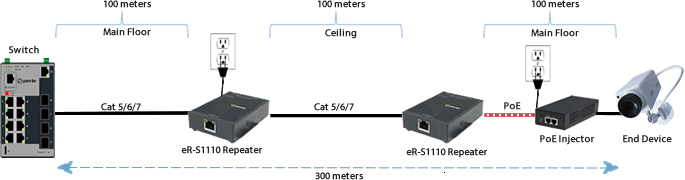 100 meters
100 meters
100 meters
Main Floor
Ceiling
Main Floor
Switch
perle
Cat 5/6/7
Cat 5/6/7
PoE
eR-S1110 Repeater
eR-S1110 Repeater
PoE Injector
End Device
300 meters